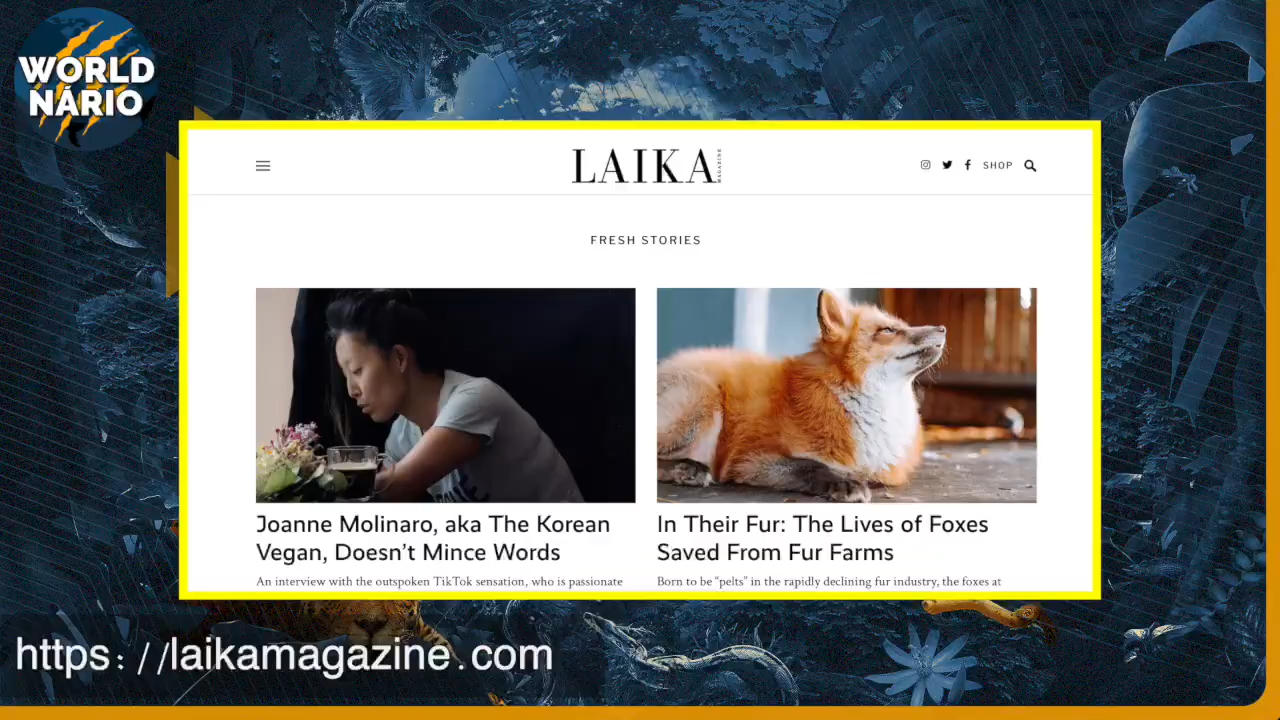 WORLD
NÁRIO
LAIKA
MAGAZINE
SHOP
FRESH STORIES
Joanne Molinaro, aka The Korean
Vegan, Doesn’t Mince Words
An interview with the outspoken TikTok sensation, who is passionate
In Their Fur: The Lives of Foxes
Saved From Fur Farms
Born to be “pelts” in the rapidly declining fur industry, the foxes at
https://laikamagazine.com